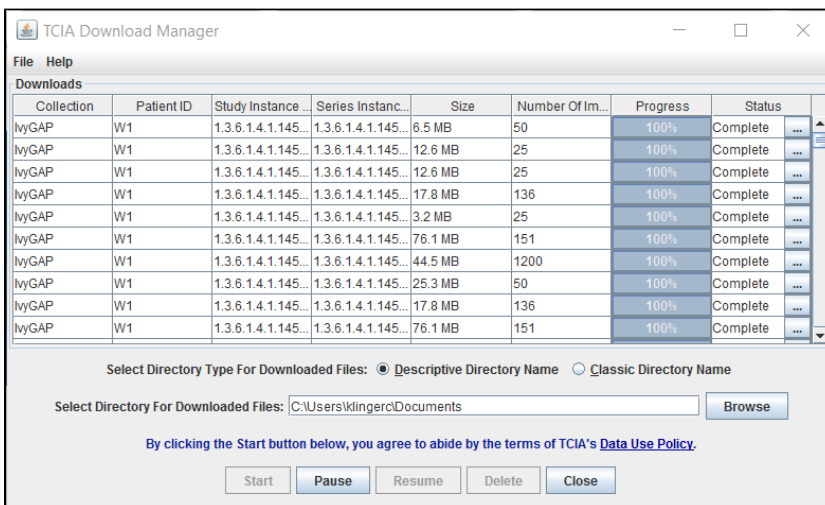 TCIA Download Manager
File Help
Downloads
Collection Patient ID Study Instance ... Series Instanc... Size Number Of Im... Progress Status
IvyGAP W1 1.3.6.1.4.1.145... 1.3.6.1.4.1.145... 6.5 MB 50 100% Complete ...
IvyGAP W1 1.3.6.1.4.1.145... 1.3.6.1.4.1.145... 12.6 MB 25 100% Complete ...
IvyGAP W1 1.3.6.1.4.1.145... 1.3.6.1.4.1.145... 12.6 MB 25 100% Complete ...
IvyGAP W1 1.3.6.1.4.1.145... 1.3.6.1.4.1.145... 17.8 MB 136 100% Complete ...
IvyGAP W1 1.3.6.1.4.1.145... 1.3.6.1.4.1.145... 3.2 MB 25 100% Complete ...
IvyGAP W1 1.3.6.1.4.1.145... 1.3.6.1.4.1.145... 76.1 MB 151 100% Complete ...
IvyGAP W1 1.3.6.1.4.1.145... 1.3.6.1.4.1.145... 44.5 MB 1200 100% Complete ...
IvyGAP W1 1.3.6.1.4.1.145... 1.3.6.1.4.1.145... 25.3 MB 50 100% Complete ...
IvyGAP W1 1.3.6.1.4.1.145... 1.3.6.1.4.1.145... 17.8 MB 136 100% Complete ...
IvyGAP W1 1.3.6.1.4.1.145... 1.3.6.1.4.1.145... 76.1 MB 151 100% Complete ...
Select Directory Type For Downloaded Files: Descriptive Directory Name Classic Directory Name
Select Directory For Downloaded Files: C:\Users\klingerc\Documents Browse
By clicking the Start button below, you agree to abide by the terms of TCIA's Data Use Policy.
Start Pause Resume Delete Close